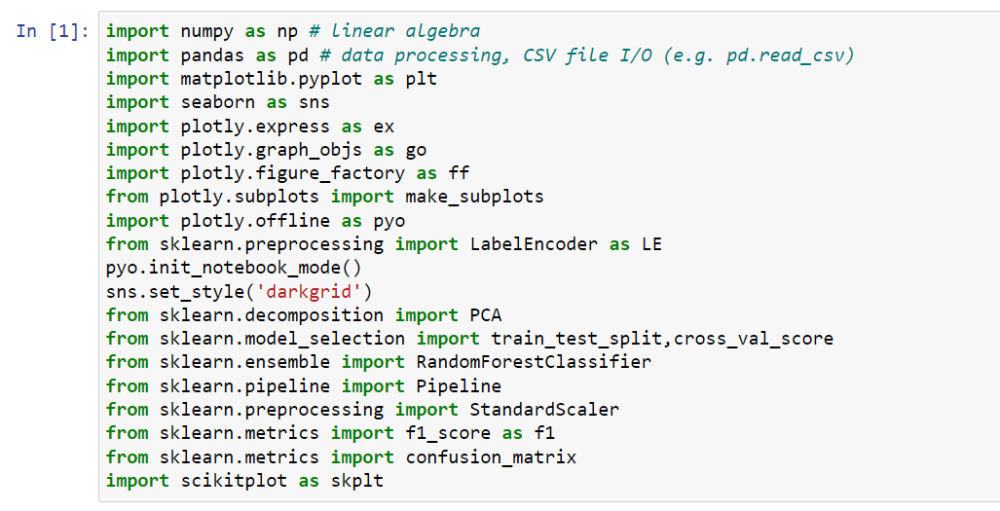 In [1]: import numpy as np # linear algebra
import pandas as pd # data processing, CSV file I/O (e.g. pd.read_csv)
import matplotlib.pyplot as plt
import seaborn as sns
import plotly.express as ex
import plotly.graph_objs as go
import plotly.figure_factory as ff
from plotly.subplots import make_subplots
import plotly.offline as pyo
from sklearn.preprocessing import LabelEncoder as LE
pyo.init_notebook_mode()
sns.set_style('darkgrid')
from sklearn.decomposition import PCA
from sklearn.model_selection import train_test_split,cross_val_score
from sklearn.ensemble import RandomForestClassifier
from sklearn.pipeline import Pipeline
from sklearn.preprocessing import StandardScaler
from sklearn.metrics import f1_score as f1
from sklearn.metrics import confusion_matrix
import scikitplot as skplt